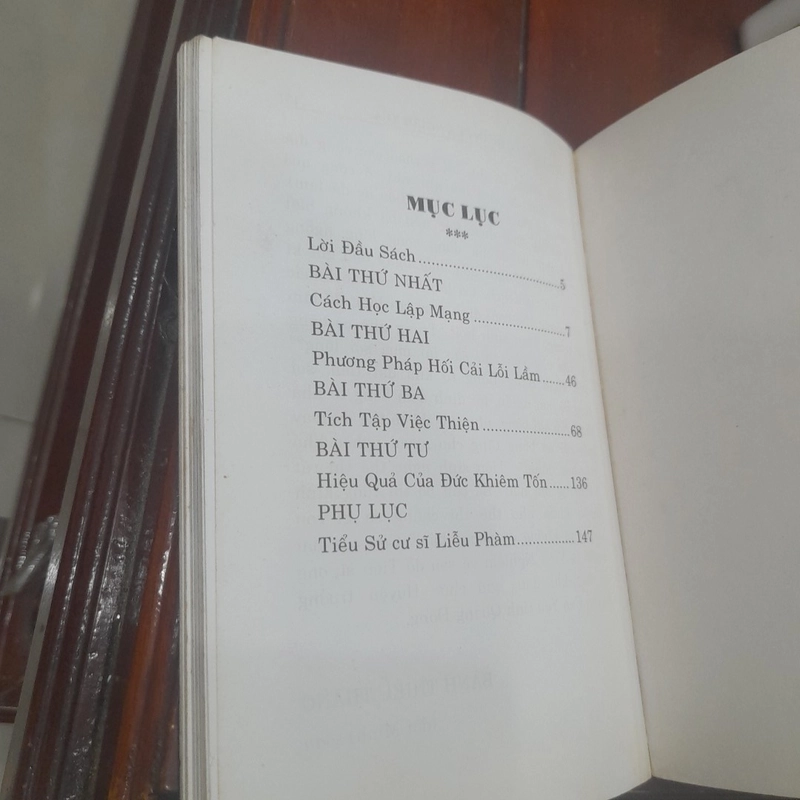 MỤC LỤC
***
Lời Đầu Sách....................5
BÀI THỨ NHẤT
Cách Học Lập Mạng................7
BÀI THỨ HAI
Phương Pháp Hối Cải Lỗi Lầm......46
BÀI THỨ BA
Tích Tập Việc Thiện................68
BÀI THỨ TƯ
Hiệu Quả Của Đức Khiêm Tốn......136
PHỤ LỤC
Tiểu Sử cư sĩ Liễu Phàm...............147